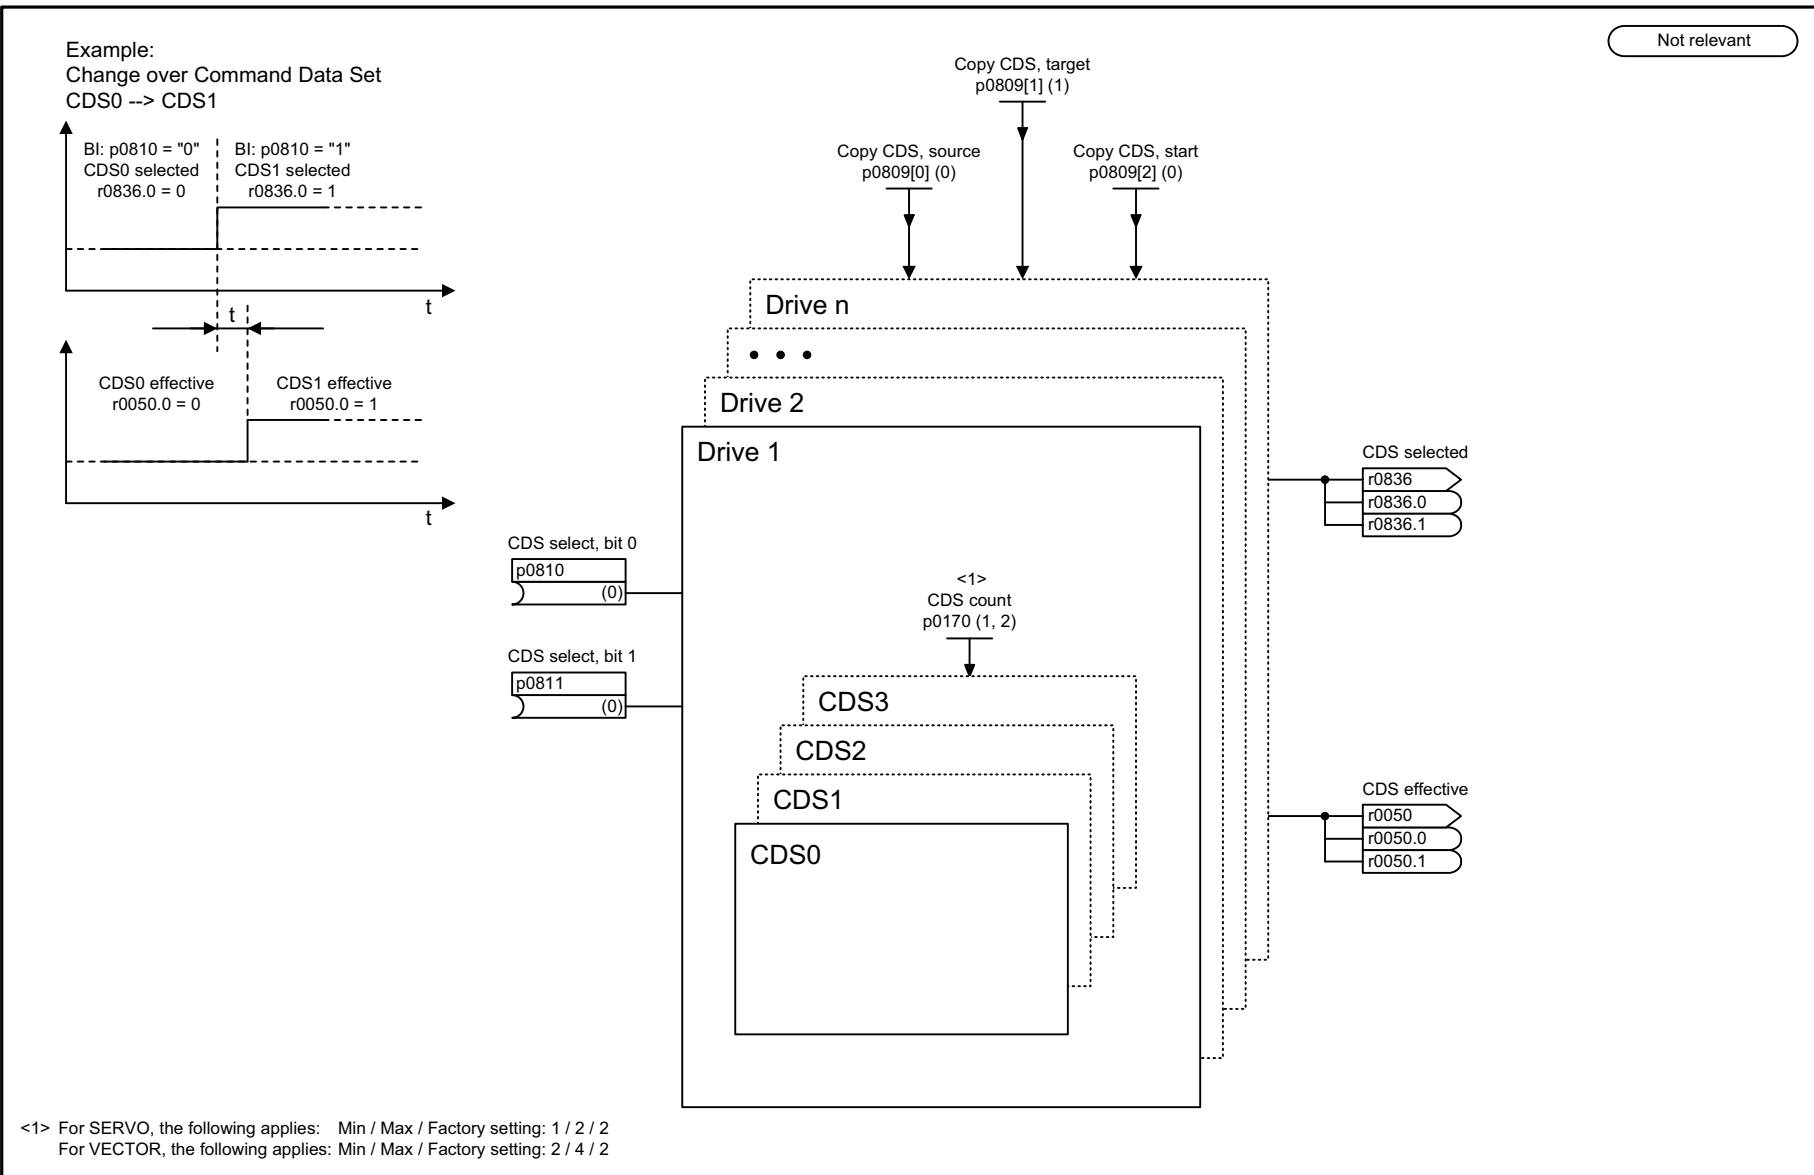 Not relevant
Example:
Change over Command Data Set
CDS0 --> CDS1
BI: p0810 = "0"
CDS0 selected
r0836.0 = 0
BI: p0810 = "1"
CDS1 selected
r0836.0 = 1
t
t
CDS0 effective
r0050.0 = 0
CDS1 effective
r0050.0 = 1
t
Copy CDS, target
p0809[1] (1)
Copy CDS, source
p0809[0] (0)
Copy CDS, start
p0809[2] (0)
Drive n
• • •
Drive 2
Drive 1
CDS select, bit 0
p0810
(0)
CDS select, bit 1
p0811
(0)
<1>
CDS count
p0170 (1, 2)
CDS3
CDS2
CDS1
CDS0
CDS selected
r0836
r0836.0
r0836.1
CDS effective
r0050
r0050.0
r0050.1
<1> For SERVO, the following applies: Min / Max / Factory setting: 1 / 2 / 2
For VECTOR, the following applies: Min / Max / Factory setting: 2 / 4 / 2